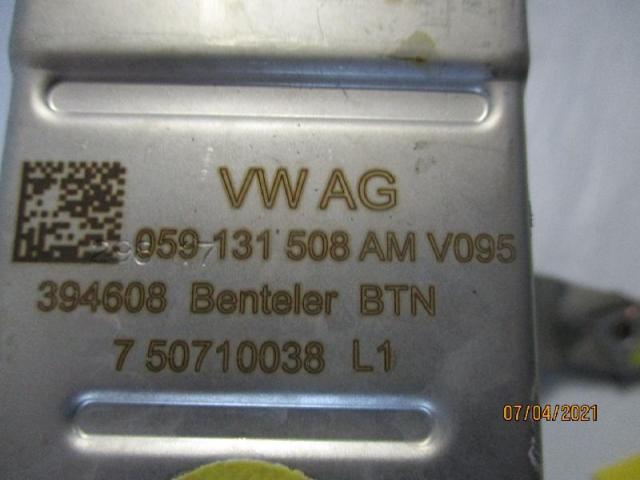 VW AG
059 131 508 AM V095
394608 Benteler BTN
7 50710038 L1
07/04/2021